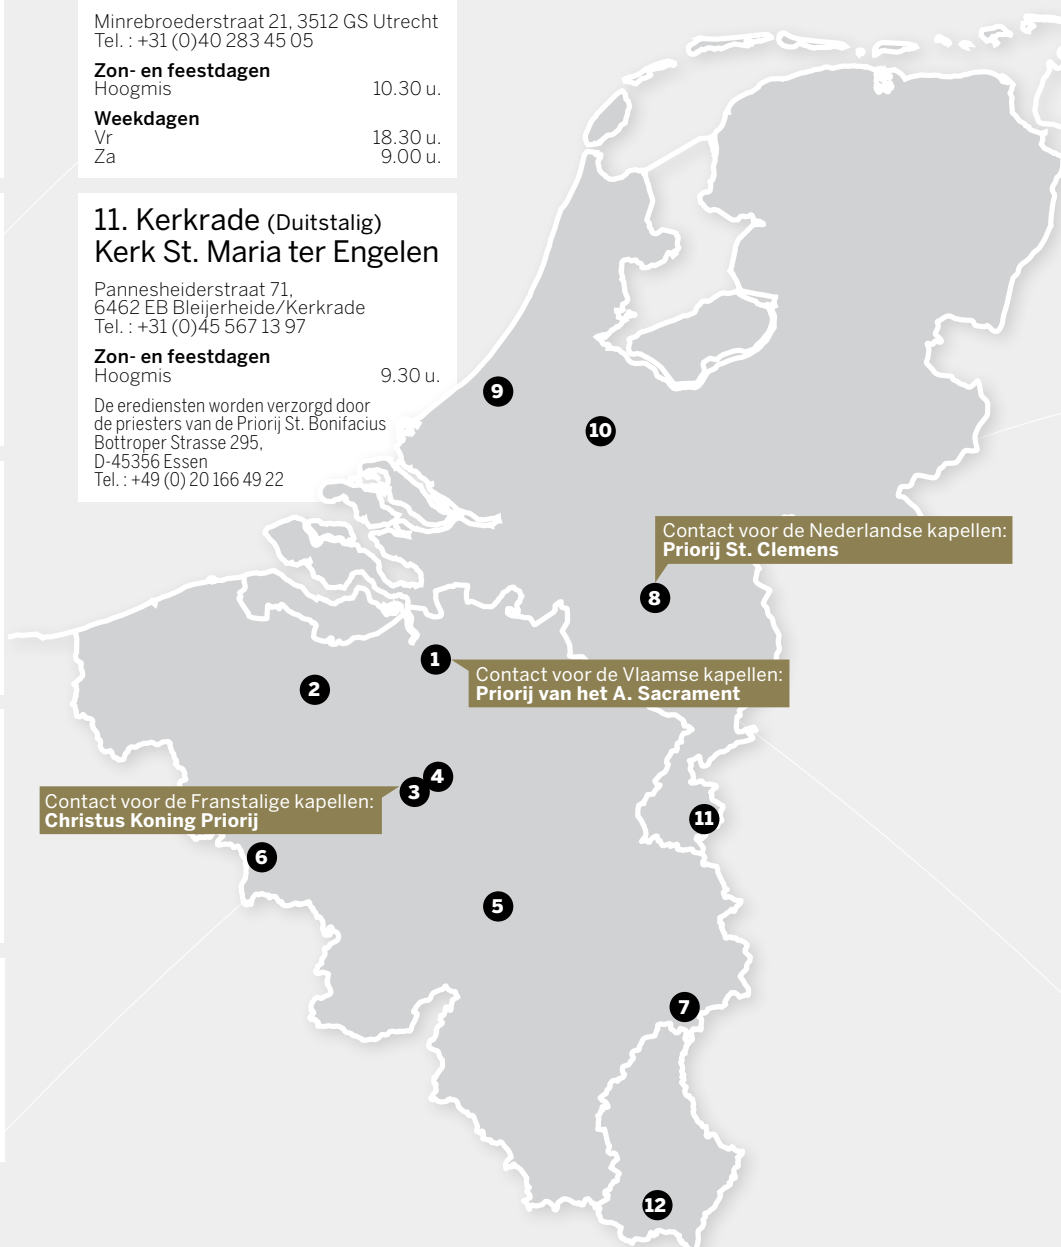 Minrebroederstraat 21, 3512 GS Utrecht
Tel. : +31 (0)40 283 45 05
Zon- en feestdagen
Hoogmis 10.30 u.
Weekdagen
Vr 18.30 u.
Za 9.00 u.
11. Kerkrade (Duitstalig)
Kerk St. Maria ter Engelen
Pannesheiderstraat 71,
6462 EB Bleijerheide/Kerkrade
Tel. : +31 (0)45 567 13 97
Zon- en feestdagen
Hoogmis 9.30 u.
De erediensten worden verzorgd door
de priesters van de Priorij St. Bonifacius
Bottroper Strasse 295,
D-45356 Essen
Tel. : +49 (0) 20 166 49 22
9
10
Contact voor de Nederlandse kapellen:
Priorij St. Clemens
8
1
Contact voor de Vlaamse kapellen:
Priorij van het A. Sacrament
2
4
3
Contact voor de Franstalige kapellen:
Christus Koning Priorij
11
6
5
7
12